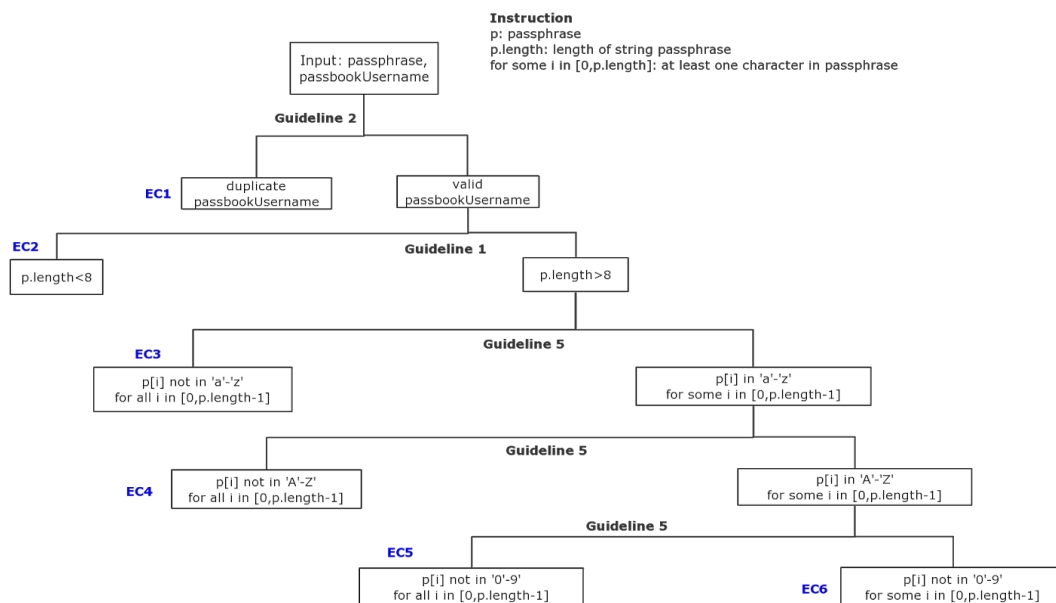 Instruction
p: passphrase
p.length: length of string passphrase
for some i in [0,p.length]: at least one character in passphrase
Input: passphrase,
passbookUsername
Guideline 2
EC1
duplicate
passbookUsername
valid
passbookUsername
EC2
Guideline 1
p.length<8
p.length>8
EC3
Guideline 5
p[i] not in 'a'-'z'
for all i in [0,p.length-1]
p[i] in 'a'-'z'
for some i in [0,p.length-1]
Guideline 5
EC4
p[i] not in 'A'-Z'
for all i in [0,p.length-1]
p[i] in 'A'-'Z'
for some i in [0,p.length-1]
Guideline 5
EC5
p[i] not in '0'-9'
for all i in [0,p.length-1]
EC6
p[i] not in '0'-9'
for some i in [0,p.length-1]